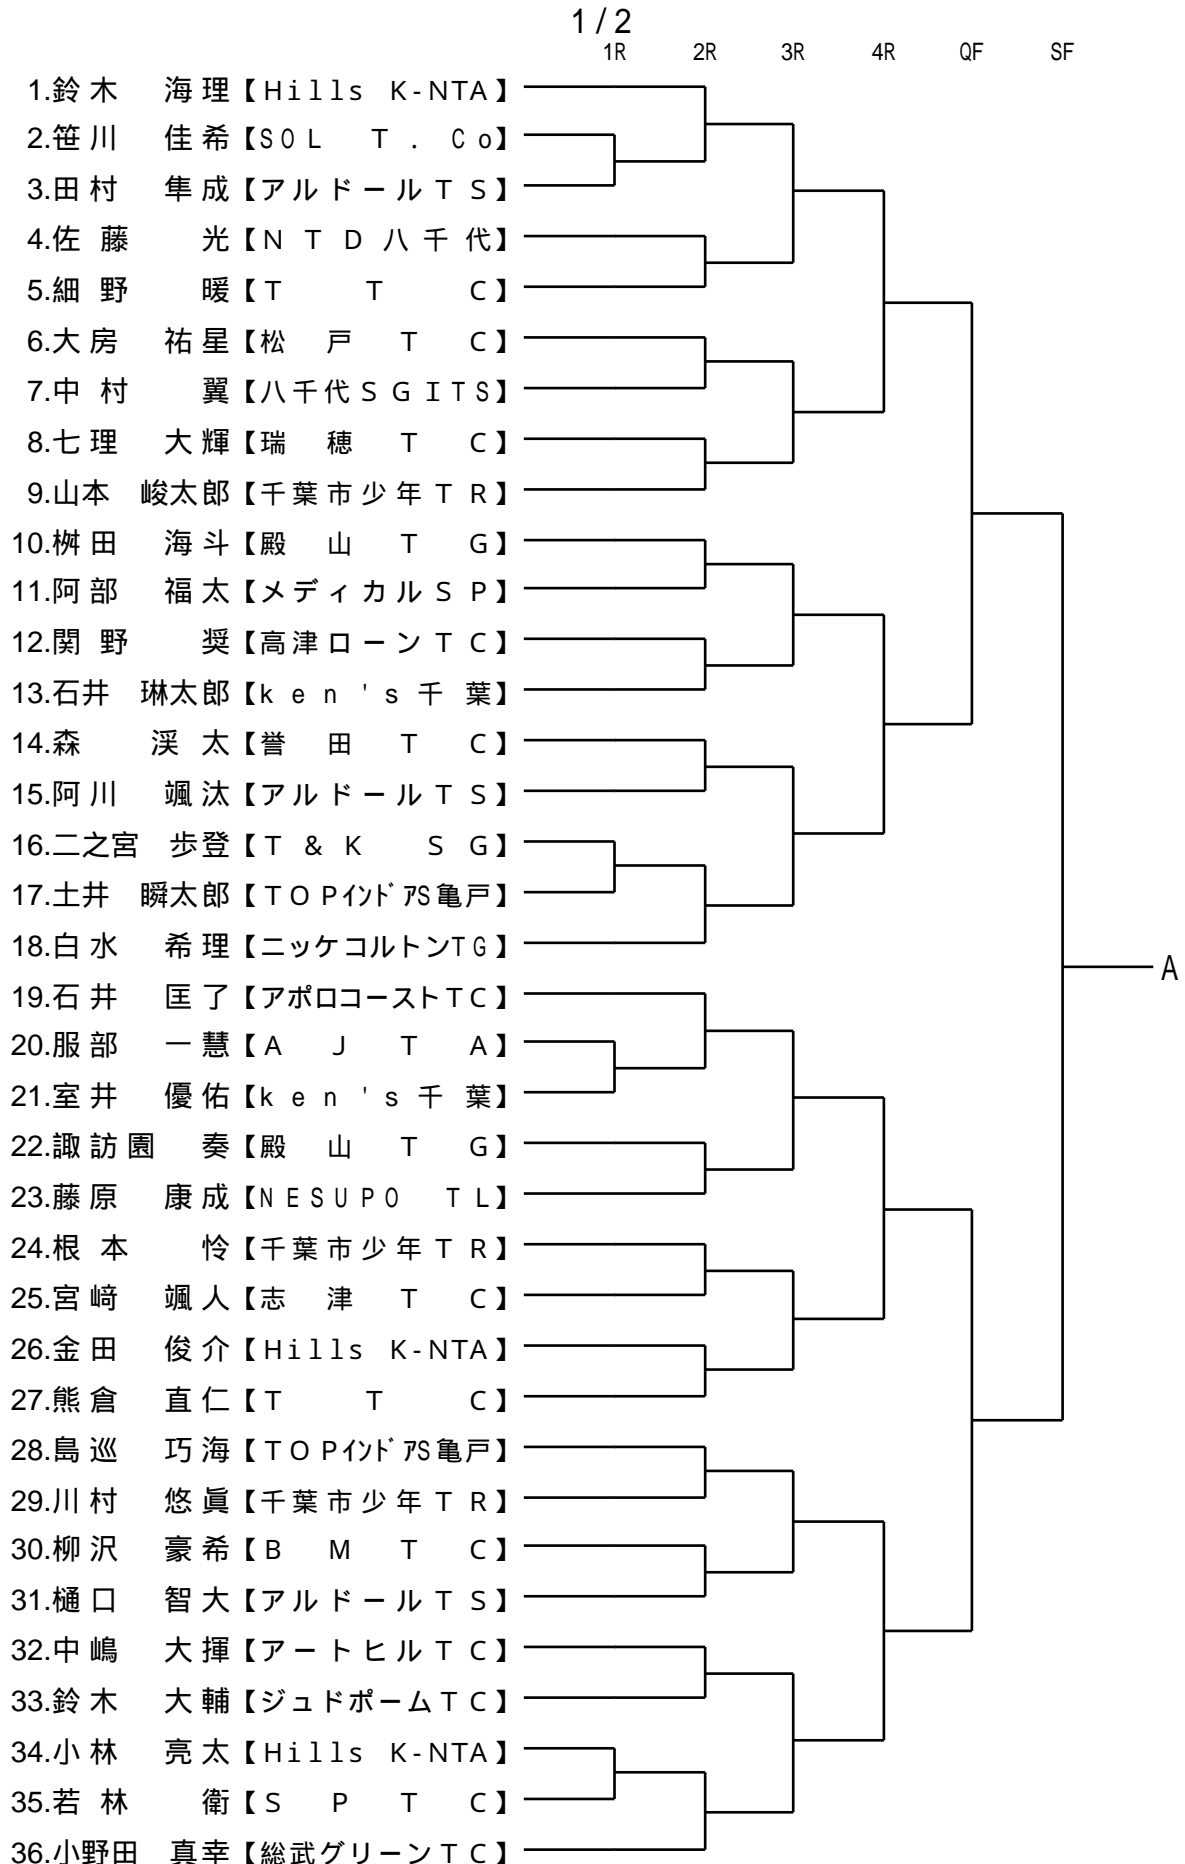 1/2
1R 2R 3R 4R QF SF
1.鈴木 海理【Hills K-NTA】
2.笹川 佳希【SOL T.Co】
3.田村 隼成【アルドールTS】
4.佐藤 光【NTD八千代】
5.細野 暖【TTC】
6.大房 祐星【松戸TC】
7.中村 翼【八千代SGITS】
8.七理 大輝【瑞穂TC】
9.山本 峻太郎【千葉市少年TR】
10.桝田 海斗【殿山TG】
11.阿部 福太【メディカルSP】
12.関野 奨【高津ローンTC】
13.石井 琳太郎【ken's千葉】
14.森 渓太【誉田TC】
15.阿川 颯汰【アルドールTS】
16.二之宮 歩登【T&K SG】
17.土井 瞬太郎【TOPインドアS亀戸】
18.白水 希理【ニッケコルトンTG】
A
19.石井 匡了【アポロコーストTC】
20.服部 一慧【AJTA】
21.室井 優佑【ken's千葉】
22.諏訪園 奏【殿山TG】
23.藤原 康成【NESUPO TL】
24.根本 怜【千葉市少年TR】
25.宮﨑 颯人【志津TC】
26.金田 俊介【Hills K-NTA】
27.熊倉 直仁【TTC】
28.島巡 巧海【TOPインドアS亀戸】
29.川村 悠眞【千葉市少年TR】
30.柳沢 豪希【BMTC】
31.樋口 智大【アルドールTS】
32.中嶋 大揮【アートヒルTC】
33.鈴木 大輔【ジュドポームTC】
34.小林 亮太【Hills K-NTA】
35.若林 衛【SPTC】
36.小野田 真幸【総武グリーンTC】